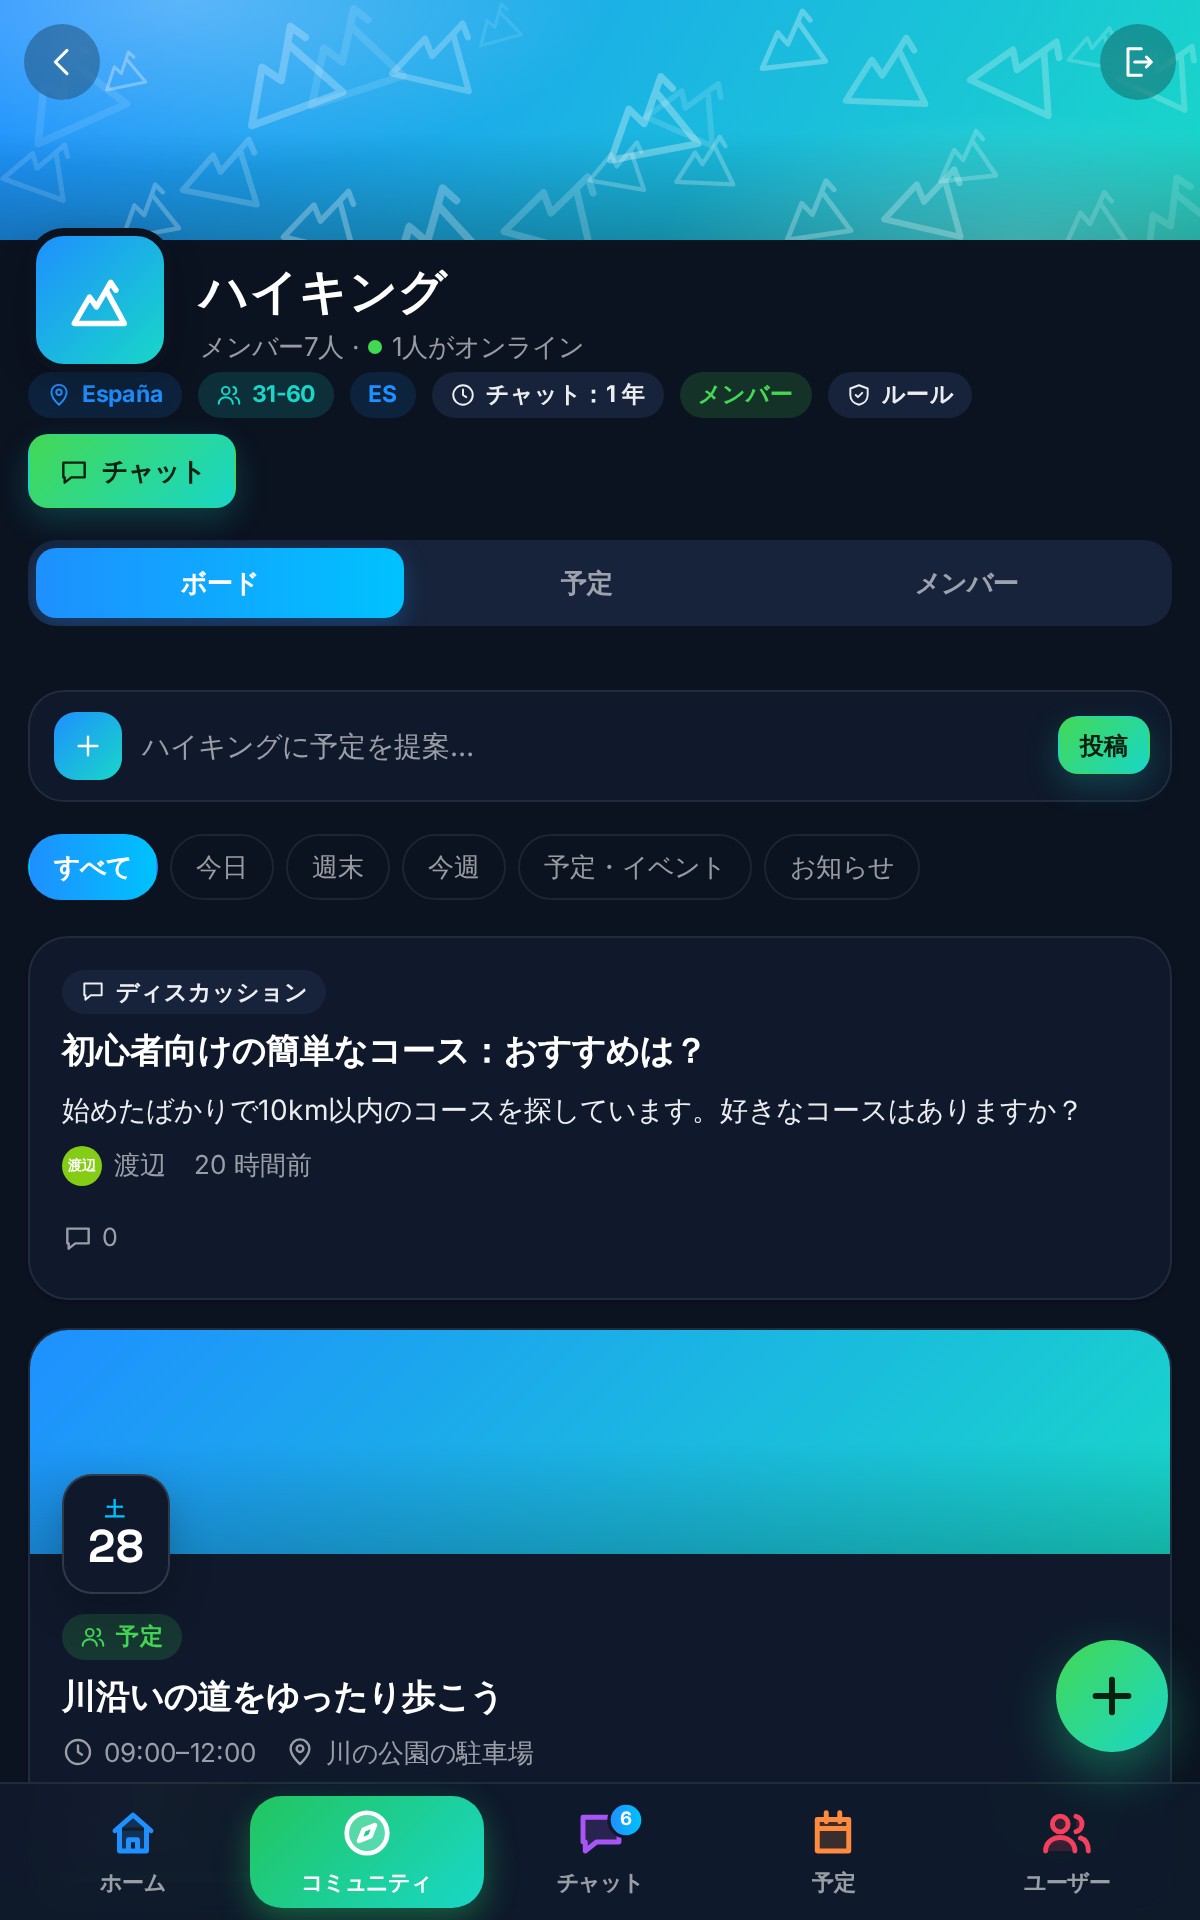 ハイキング
メンバー7人 · 1人がオンライン
España 31-60 ES チャット：1 年 メンバー ルール
チャット
ボード 予定 メンバー
ハイキングに予定を提案... 投稿
すべて 今日 週末 今週 予定・イベント お知らせ
ディスカッション
初心者向けの簡単なコース：おすすめは？
始めたばかりで10km以内のコースを探しています。好きなコースはありますか？
渡辺 渡辺 20 時間前
0
土
28
予定
川沿いの道をゆったり歩こう
09:00–12:00 川の公園の駐車場
6
ホーム コミュニティ チャット 予定 ユーザー